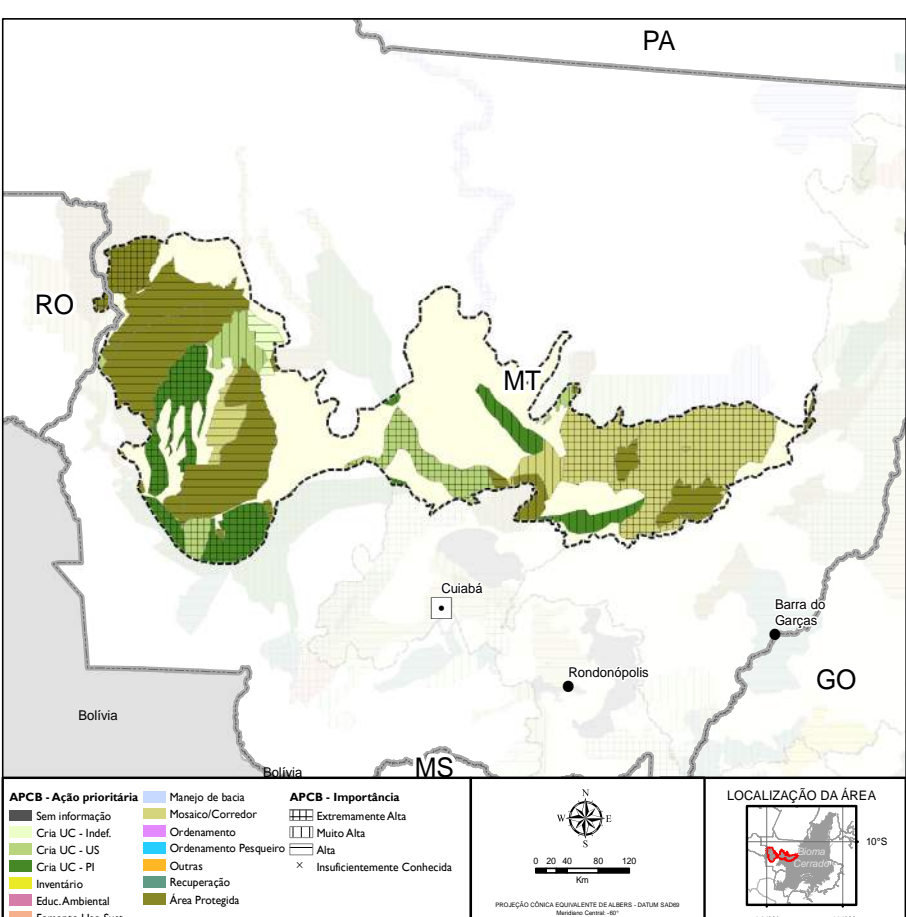 PA
RO
MT
Cuiabá
Barra do
Garças
Rondonópolis
GO
Bolívia
Bolívia
MS
APCB - Ação prioritária
Sem informação
Cria UC - Indef.
Cria UC - US
Cria UC - PI
Inventário
Educ. Ambiental
Manejo de bacia
Mosaico/Corredor
Ordenamento
Ordenamento Pesqueiro
Outras
Recuperação
Área Protegida
APCB - Importância
Extremamente Alta
Muito Alta
Alta
× Insuficientemente Conhecida
N
W E
S
0 20 40 80 120
Km
PROJEÇÃO CÔNICA EQUIVALENTE DE ALBERS - DATUM SAD69
Meridiano Central: -60°
LOCALIZAÇÃO DA ÁREA
10°S
Bioma
Cerrado